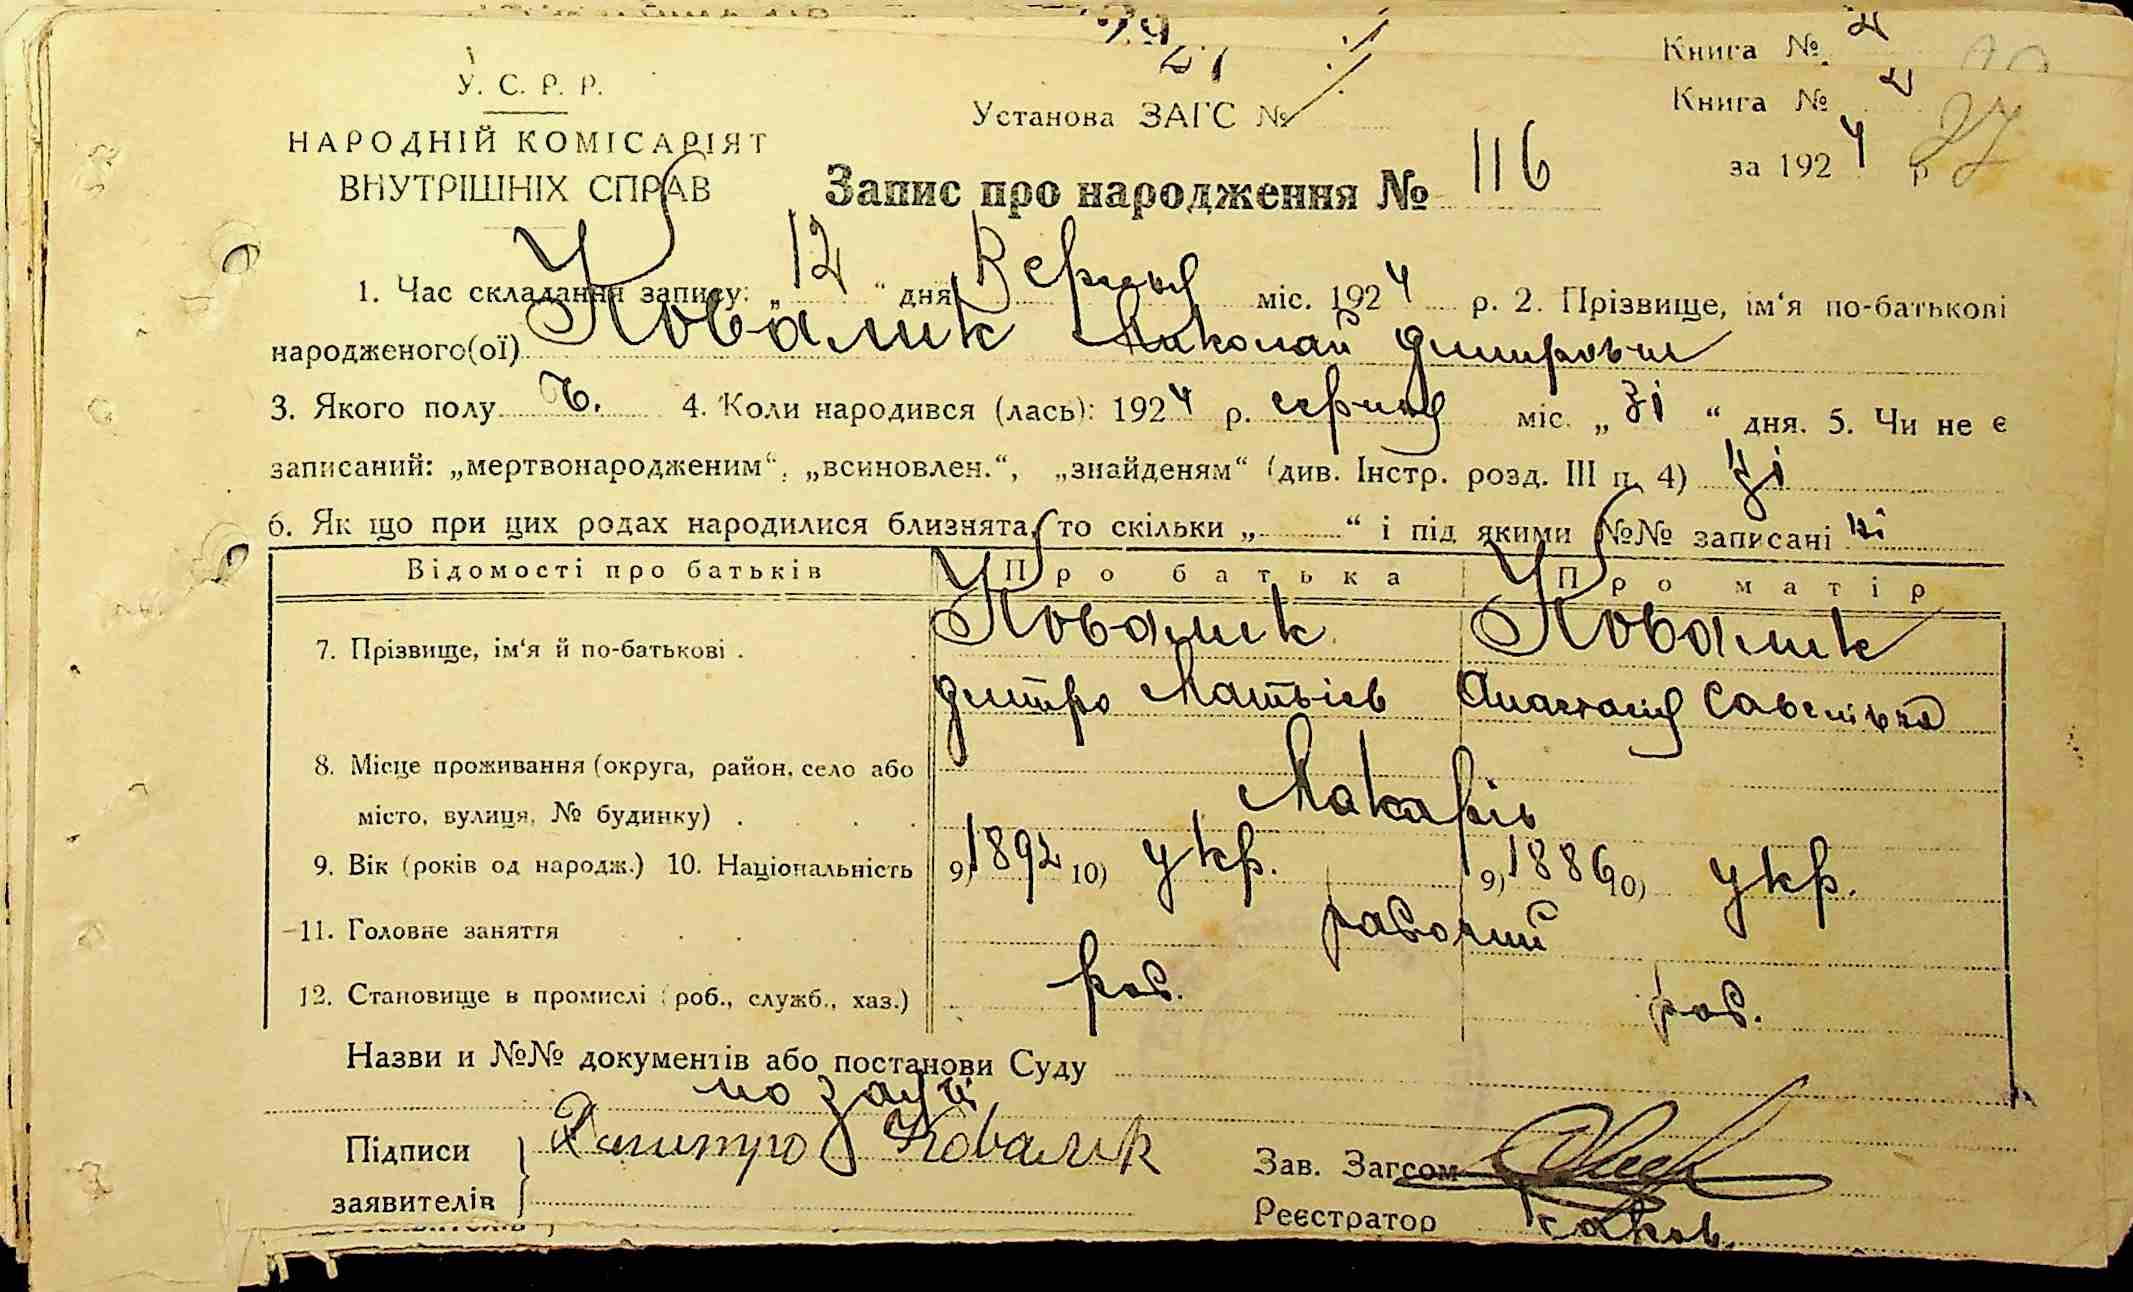 Книга №
У. С. Р. Р.
Установа ЗАГС №
Книга №
НАРОДНІЙ КОМІСАРІЯТ
ВНУТРІШНІХ СПРАВ
за 1924 р 27
Запис про народження № 116
1. Час складання запису: „ 12 “ дня Верпня міс. 1924 р. 2. Прізвище, ім‘я по-батькові
народженого(ої) Ковалик Николай Дмитрович
3. Якого полу ч. 4. Коли народився (лась): 1924 р. серпня міс. „ “ дня. 5. Чи не є
записаний: „мертвонародженим“, „всиновлен.“, „знайденям“ (див. Інстр. розд. III п. 4)
6. Як що при цих родах народилися близнята, то скільки „ “ і під якими №№ записані ні
Відомості про батьків Про батька Про матір
7. Прізвище, ім‘я й по-батькові . Ковалик Ковалик
Дмитро Матвіев Анастасия Савелівна
8. Місце проживання (округа, район, село або
місто, вулиця, № будинку) . Макарів
9. Вік (років од народж.) 10. Національність 9) 1892 10) укр. 9) 1886 10) укр.
11. Головне заняття рабочий
12. Становище в промислі (роб., служб., хаз.) роб. роб.
Назви и №№ документів або постанови Суду
по заяві
Підписи Дмитро Ковалик
Зав. Загсом
заявителів
Реєстратор